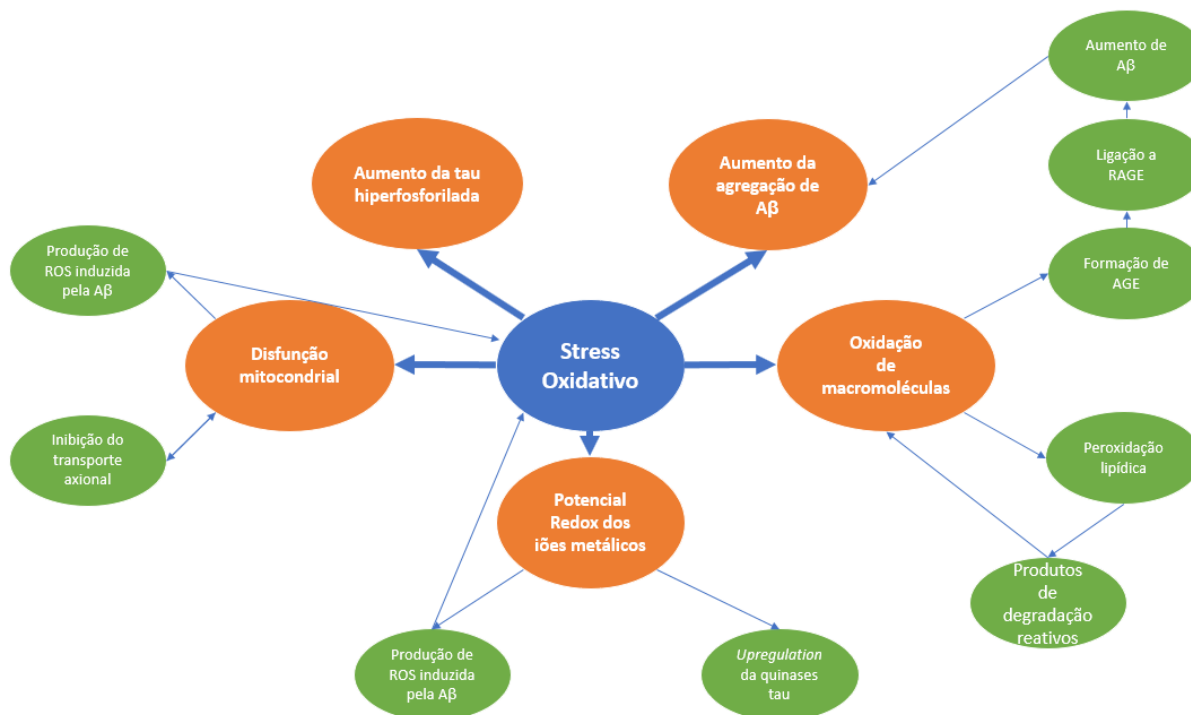 Aumento de
Aβ
Aumento da tau
hiperfosforilada
Aumento da
agregação de
Aβ
Ligação a
RAGE
Produção de
ROS induzida
pela Aβ
Formação de
AGE
Disfunção
mitocondrial
Stress
Oxidativo
Oxidação
de
macromoléculas
Inibição do
transporte
axional
Peroxidação
lipídica
Potencial
Redox dos
iões metálicos
Produtos
de
degradação
reativos
Produção de
ROS induzida
pela Aβ
Upregulation
da quinases
tau